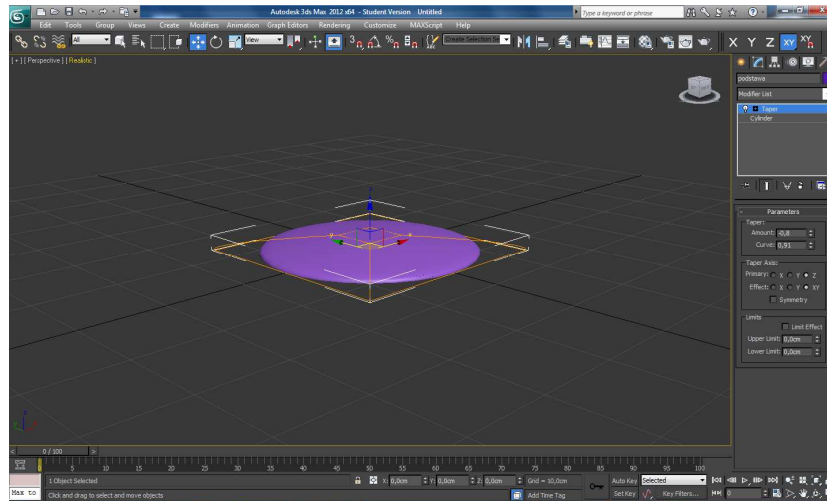 Autodesk 3ds Max 2012 x64 - Student Version Untitled
Type a keyword or phrase
Edit Tools Group Views Create Modifiers Animation Graph Editors Rendering Customize MAXScript Help
All View Create Selection Se X Y Z XY XY
[ + ] [ Perspective ] [ Realistic ]
podstawa
Modifier List
Taper
Cylinder
Parameters
Taper:
Amount: -0,8
Curve: 0,91
Taper Axis:
Primary: X Y Z
Effect: X Y XY
Symmetry
Limits
Limit Effect
Upper Limit: 0,0cm
Lower Limit: 0,0cm
0 / 100
0 5 10 15 20 25 30 35 40 45 50 55 60 65 70 75 80 85 90 95 100
1 Object Selected X: 0,0cm Y: 0,0cm Z: 0,0cm Grid = 10,0cm Auto Key Selected
Max to Click and drag to select and move objects Add Time Tag Set Key Key Filters... 0